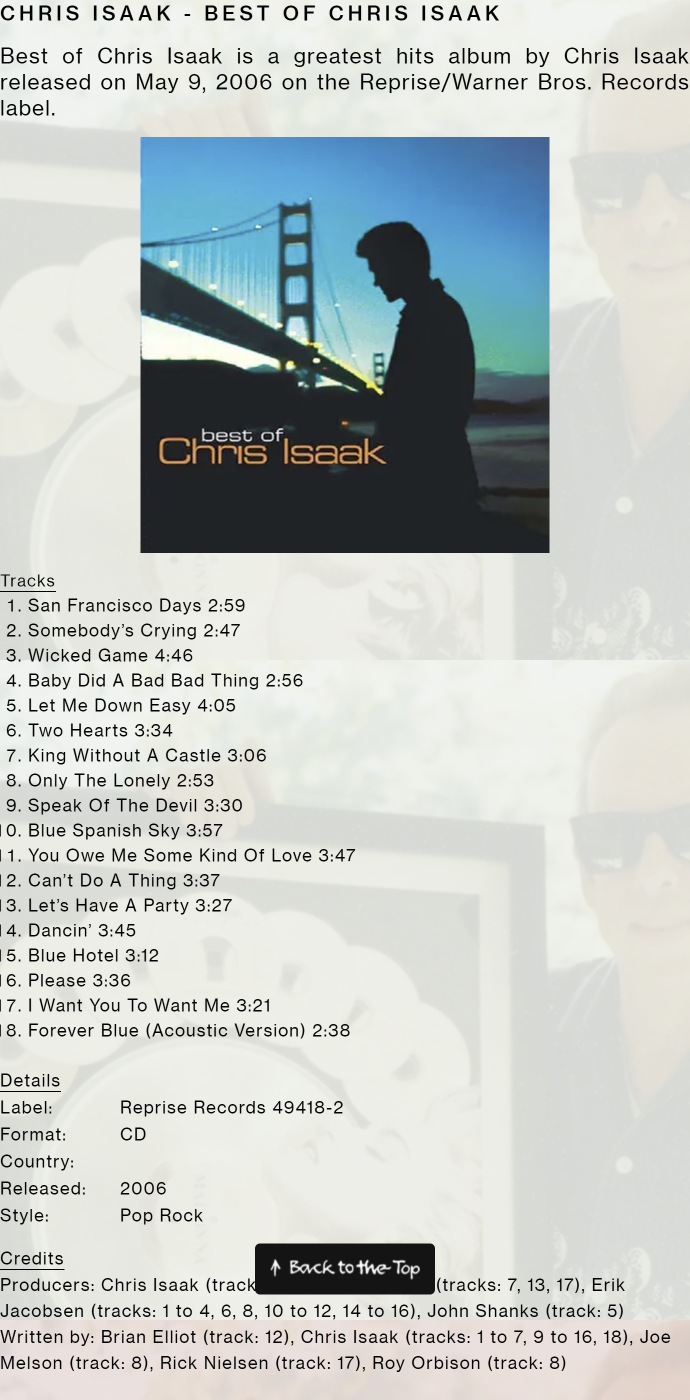 CHRIS ISAAK - BEST OF CHRIS ISAAK
Best of Chris Isaak is a greatest hits album by Chris Isaak
released on May 9, 2006 on the Reprise/Warner Bros. Records
label.
best of
Chris Isaak
Tracks
1. San Francisco Days 2:59
2. Somebody’s Crying 2:47
3. Wicked Game 4:46
4. Baby Did A Bad Bad Thing 2:56
5. Let Me Down Easy 4:05
6. Two Hearts 3:34
7. King Without A Castle 3:06
8. Only The Lonely 2:53
9. Speak Of The Devil 3:30
10. Blue Spanish Sky 3:57
11. You Owe Me Some Kind Of Love 3:47
12. Can’t Do A Thing 3:37
13. Let’s Have A Party 3:27
14. Dancin’ 3:45
15. Blue Hotel 3:12
16. Please 3:36
17. I Want You To Want Me 3:21
18. Forever Blue (Acoustic Version) 2:38
Details
Label: Reprise Records 49418-2
Format: CD
Country:
Released: 2006
Style: Pop Rock
Credits
↑ Back to the Top
Producers: Chris Isaak (track (tracks: 7, 13, 17), Erik
Jacobsen (tracks: 1 to 4, 6, 8, 10 to 12, 14 to 16), John Shanks (track: 5)
Written by: Brian Elliot (track: 12), Chris Isaak (tracks: 1 to 7, 9 to 16, 18), Joe
Melson (track: 8), Rick Nielsen (track: 17), Roy Orbison (track: 8)